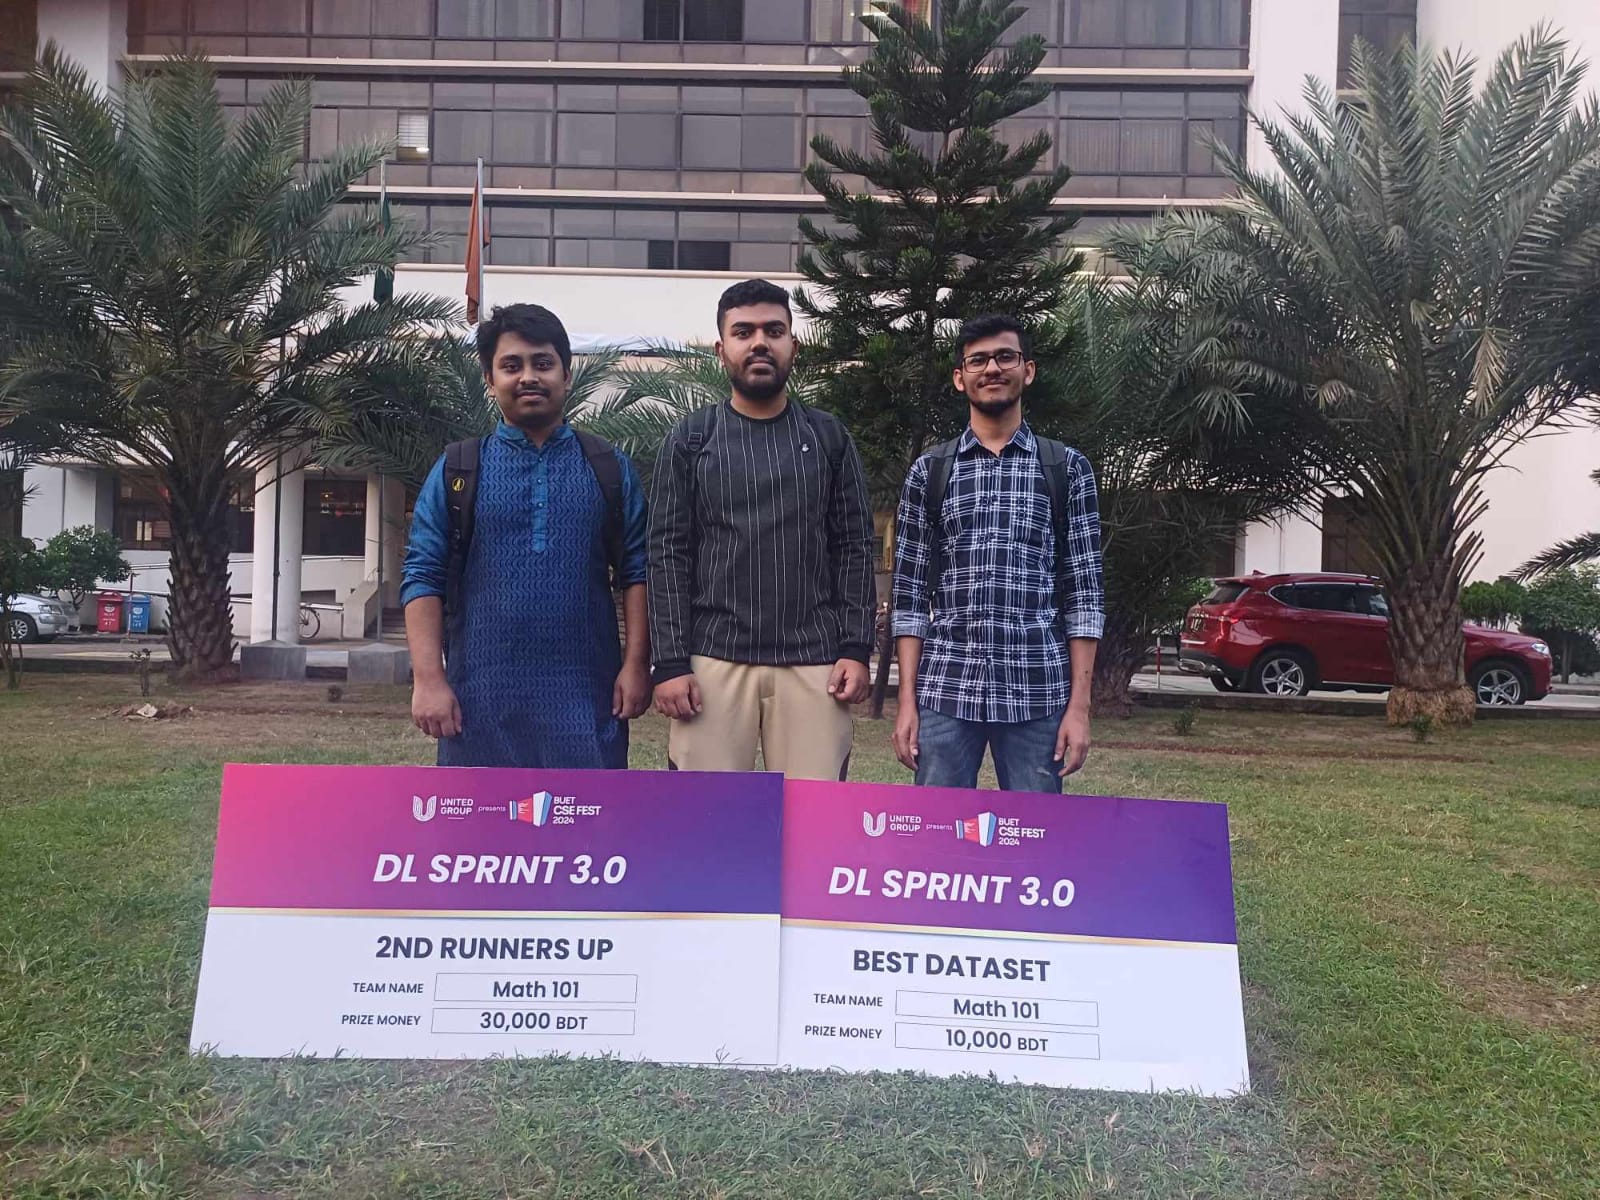 UNITED
GROUP
presents
BUET
CSE FEST
2024
DL SPRINT 3.0
2ND RUNNERS UP
TEAM NAME
Math 101
PRIZE MONEY
30,000 BDT
UNITED
GROUP
presents
BUET
CSE FEST
2024
DL SPRINT 3.0
BEST DATASET
TEAM NAME
Math 101
PRIZE MONEY
10,000 BDT